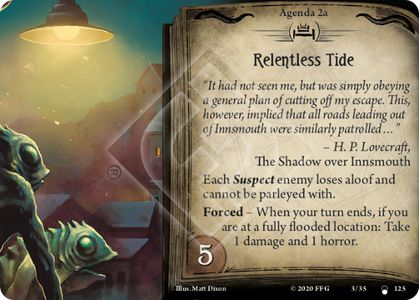 Agenda 2a
Relentless Tide
“It had not seen me, but was simply obeying
a general plan of cutting off my escape. This,
however, implied that all roads leading out
of Innsmouth were similarly patrolled…”
– H. P. Lovecraft,
The Shadow over Innsmouth
Each Suspect enemy loses aloof and
cannot be parleyed with.
Forced – When your turn ends, if you
are at a fully flooded location: Take
1 damage and 1 horror.
5
Illus. Matt Dixon © 2020 FFG 3/35 125